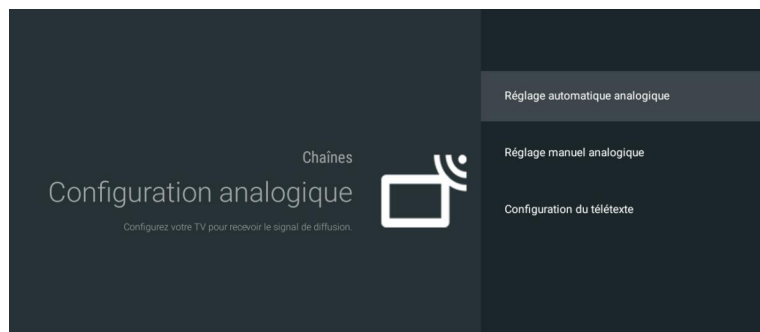 Chaînes
Configuration analogique
Configurez votre TV pour recevoir le signal de diffusion.
Réglage automatique analogique
Réglage manuel analogique
Configuration du télétexte